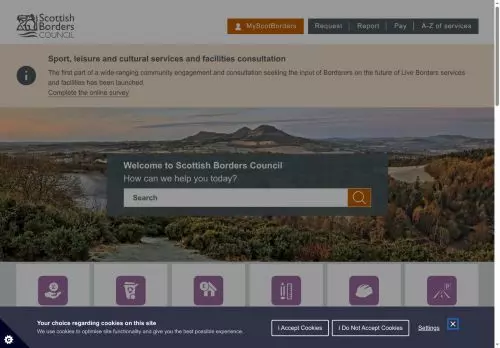 Scottish
Borders
COUNCIL
MyScotBorders
Request
Report
Pay
A-Z of services
Sport, leisure and cultural services and facilities consultation
The first part of a wide-ranging community engagement and consultation seeking the input of Borderers on the future of Live Borders services
and facilities has been launched.
Complete the online survey
Welcome to Scottish Borders Council
How can we help you today?
Search
Your choice regarding cookies on this site
We use cookies to optimise site functionality and give you the best possible experience.
I Accept Cookies
I Do Not Accept Cookies
Settings